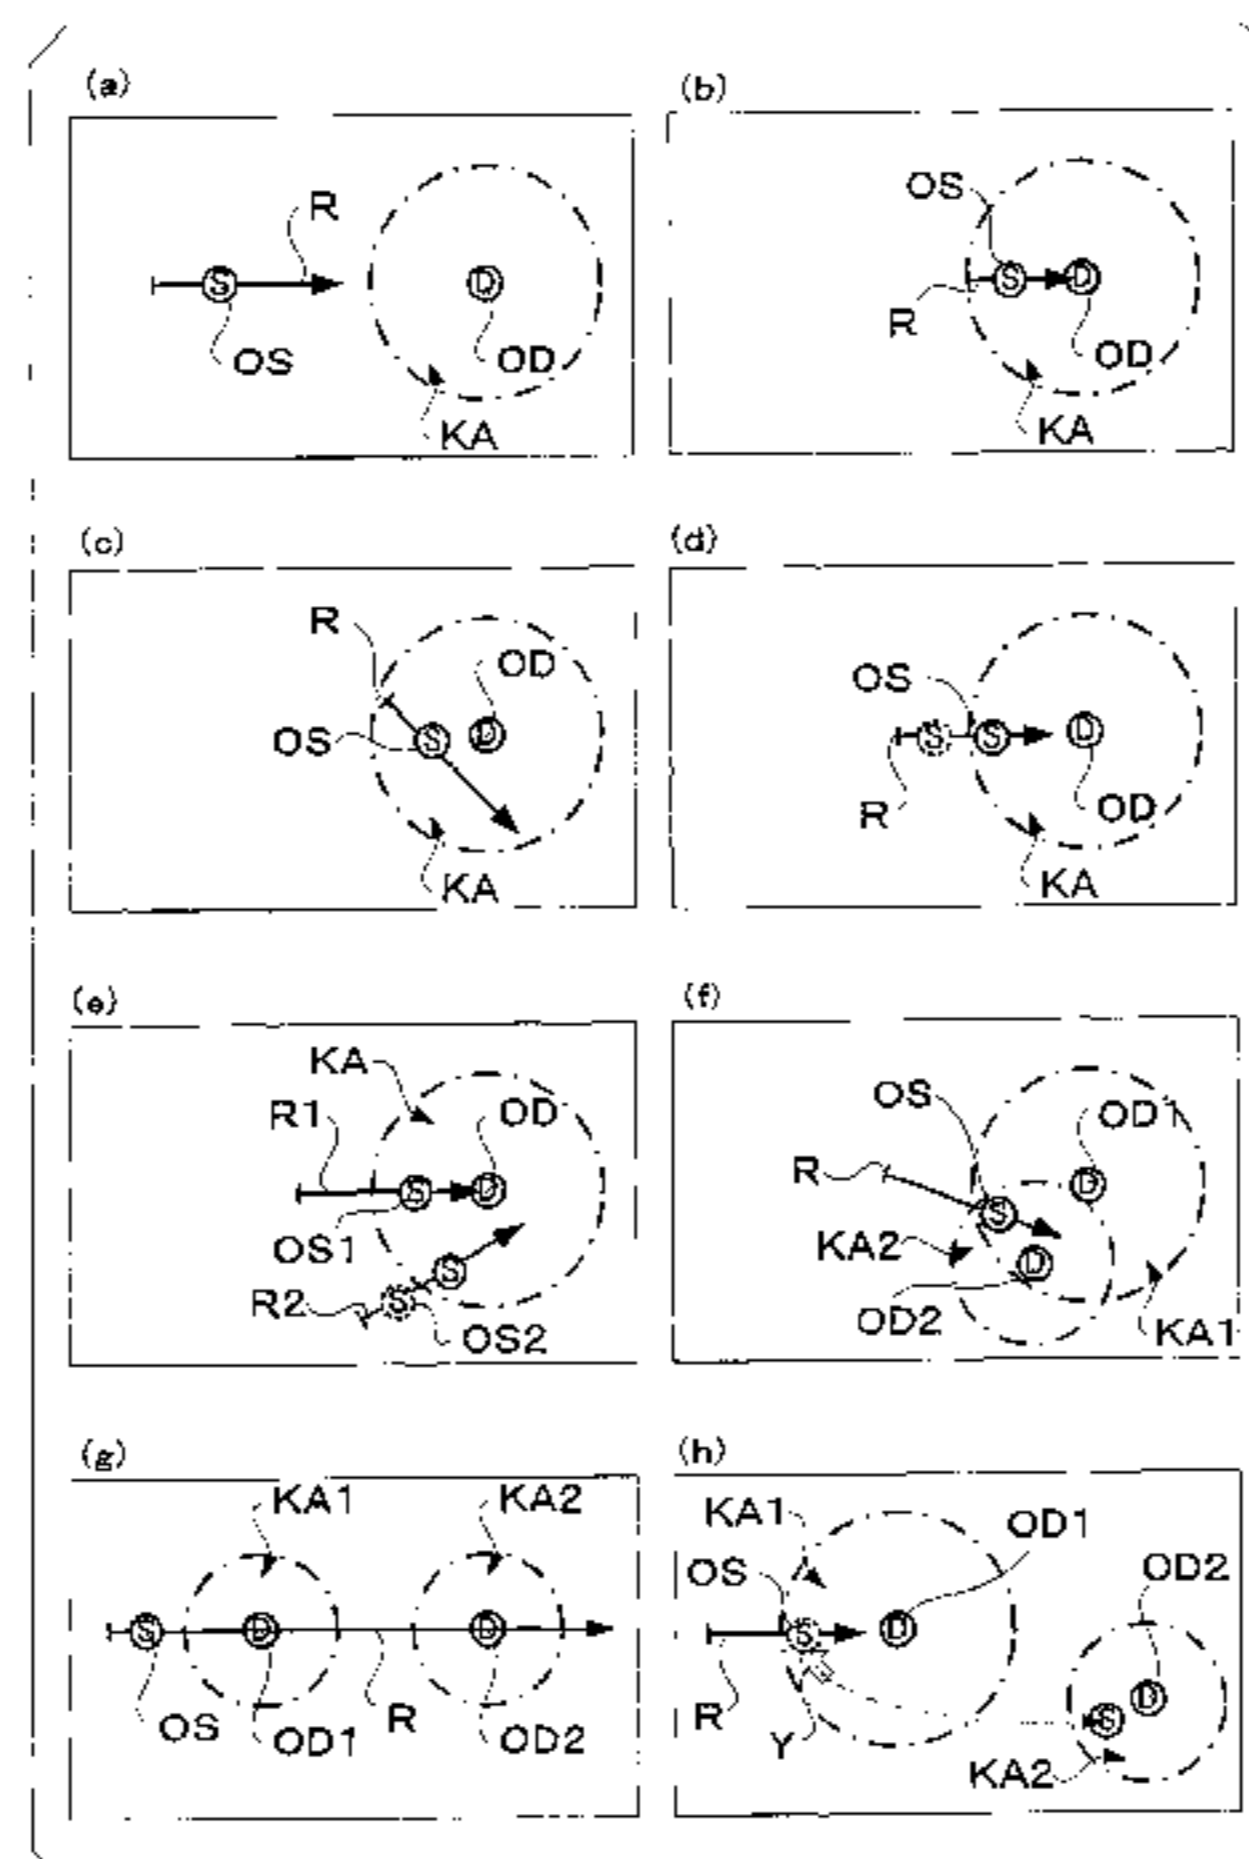 (a)
R
S
D
OS
OD
KA
(b)
OS
S
D
R
OD
KA
(c)
R
OD
OS
S
D
KA
(d)
OS
S
S
D
R
OD
KA
(e)
KA
R1
OD
S
D
OS1
S
R2
S
OS2
(f)
OS
OD1
R
D
S
KA2
D
OD2
KA1
(g)
KA1
KA2
S
D
D
OS
OD1
R
OD2
(h)
KA1
OD1
OS
OD2
S
D
R
Y
D
S
KA2